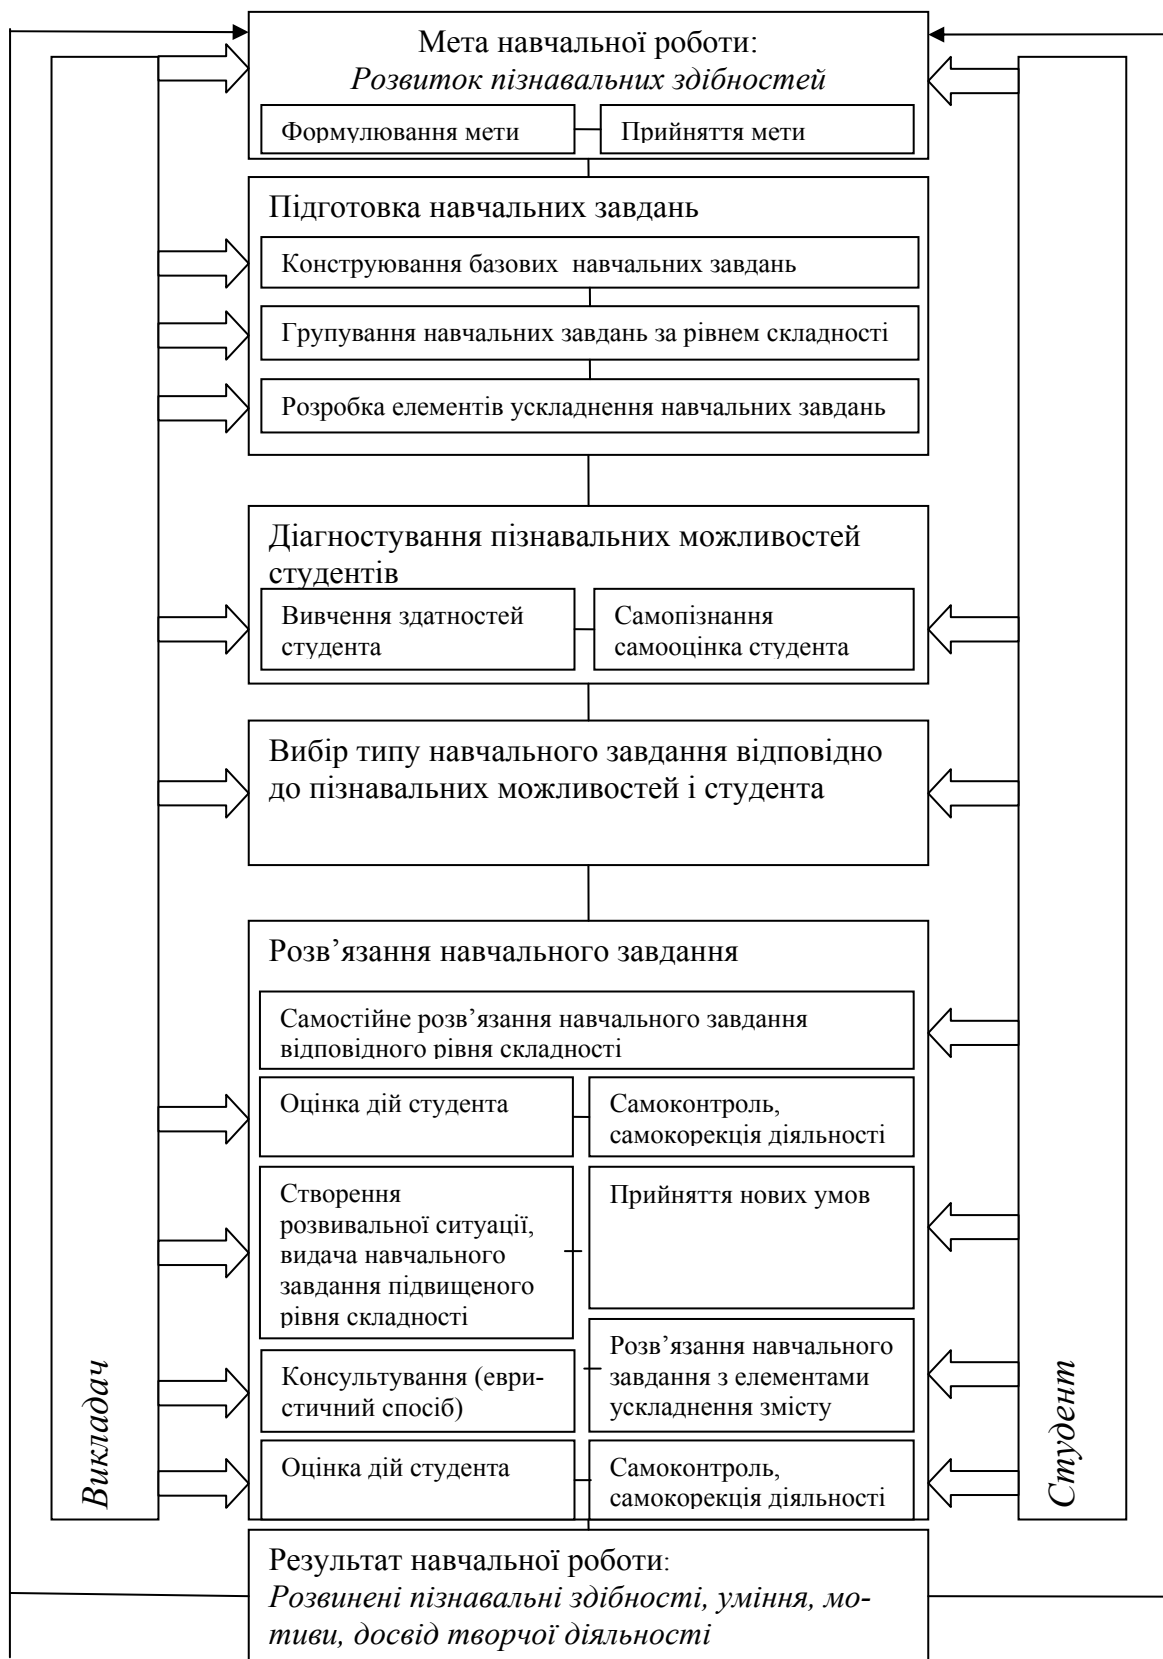 Мета навчальної роботи:
Розвиток пізнавальних здібностей
Формулювання мети
Прийняття мети
Підготовка навчальних завдань
Конструювання базових навчальних завдань
Групування навчальних завдань за рівнем складності
Розробка елементів ускладнення навчальних завдань
Діагностування пізнавальних можливостей
студентів
Вивчення здатностей
студента
Самопізнання
самооцінка студента
Вибір типу навчального завдання відповідно
до пізнавальних можливостей і студента
Розв’язання навчального завдання
Самостійне розв’язання навчального завдання
відповідного рівня складності
Оцінка дій студента
Самоконтроль,
самокорекція діяльності
Створення
розвивальної ситуації,
видача навчального
завдання підвищеного
рівня складності
Прийняття нових умов
Консультування (еври-
стичний спосіб)
Розв’язання навчального
завдання з елементами
ускладнення змісту
Оцінка дій студента
Самоконтроль,
самокорекція діяльності
Викладач
Студент
Результат навчальної роботи:
Розвинені пізнавальні здібності, уміння, мо-
тиви, досвід творчої діяльності